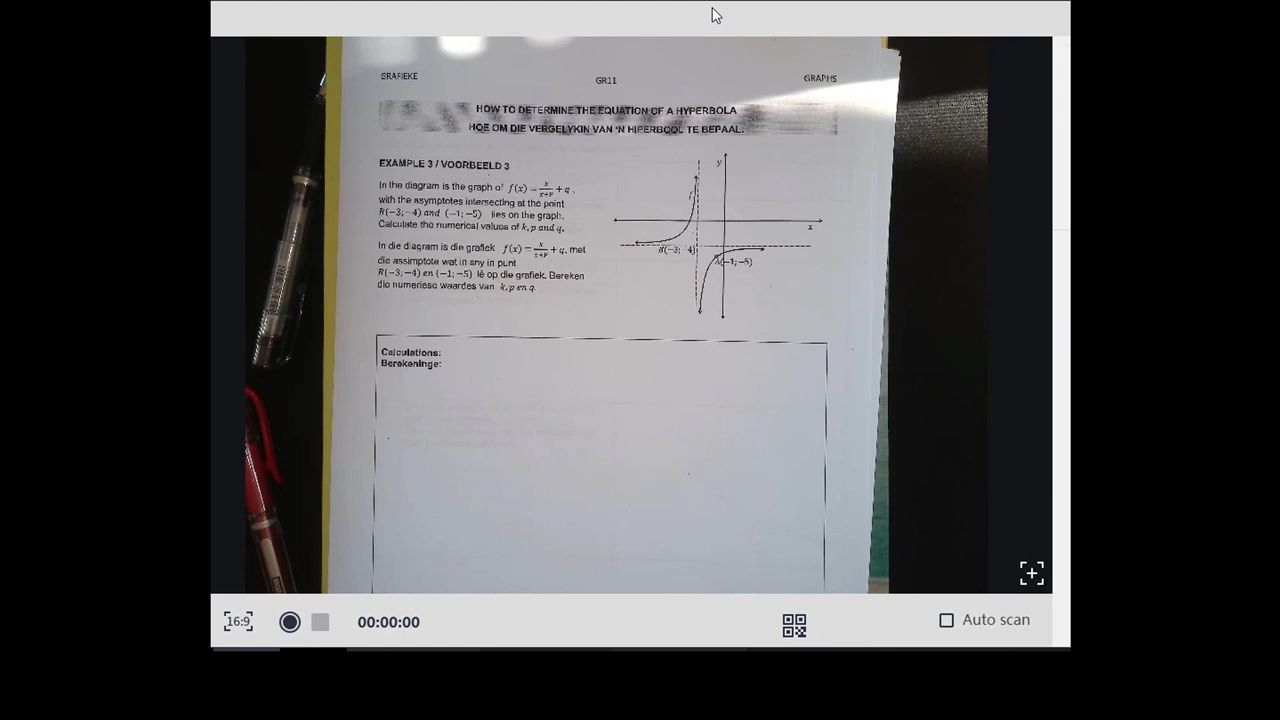 GRAFIEKE GR11 GRAPHS
HOW TO DETERMINE THE EQUATION OF A HYPERBOLA
HOE OM DIE VERGELYKIN VAN 'N HIPERBOOL TE BEPAAL.
EXAMPLE 3 / VOORBEELD 3
In the diagram is the graph of f(x) = k/(x+p) + q,
with the asymptotes intersecting at the point
B(−3; −4) and (−1; −5) lies on the graph.
Calculate the numerical values of k, p and q.
In die diagram is die grafiek f(x) = k/(x+p) + q, met
die assimptote wat in sny in punt
B(−3; −4) en (−1; −5) lê op die grafiek. Bereken
die numeriese waardes van k, p en q.
y
f
x
B(−3; −4)
A(−1; −5)
Calculations:
Berekeninge:
16:9 00:00:00 Auto scan